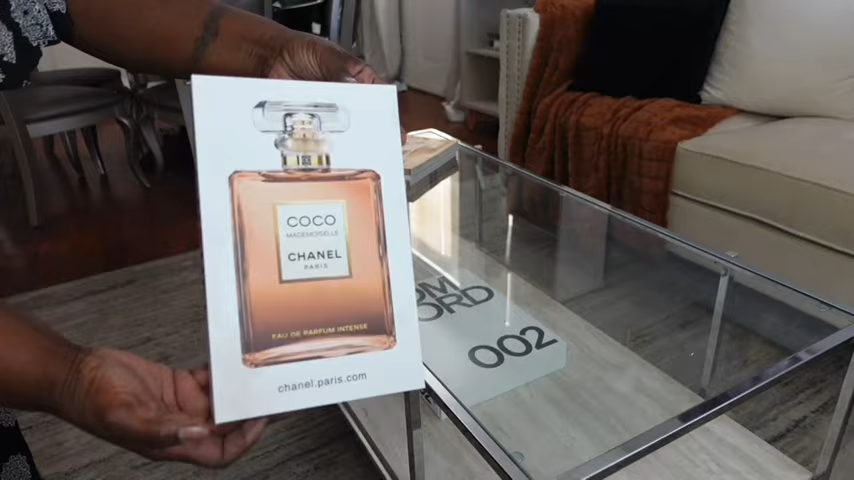 COCO
MADEMOISELLE
CHANEL
PARIS
EAU DE PARFUM INTENSE
chanel.paris.com
OM
ORD
002